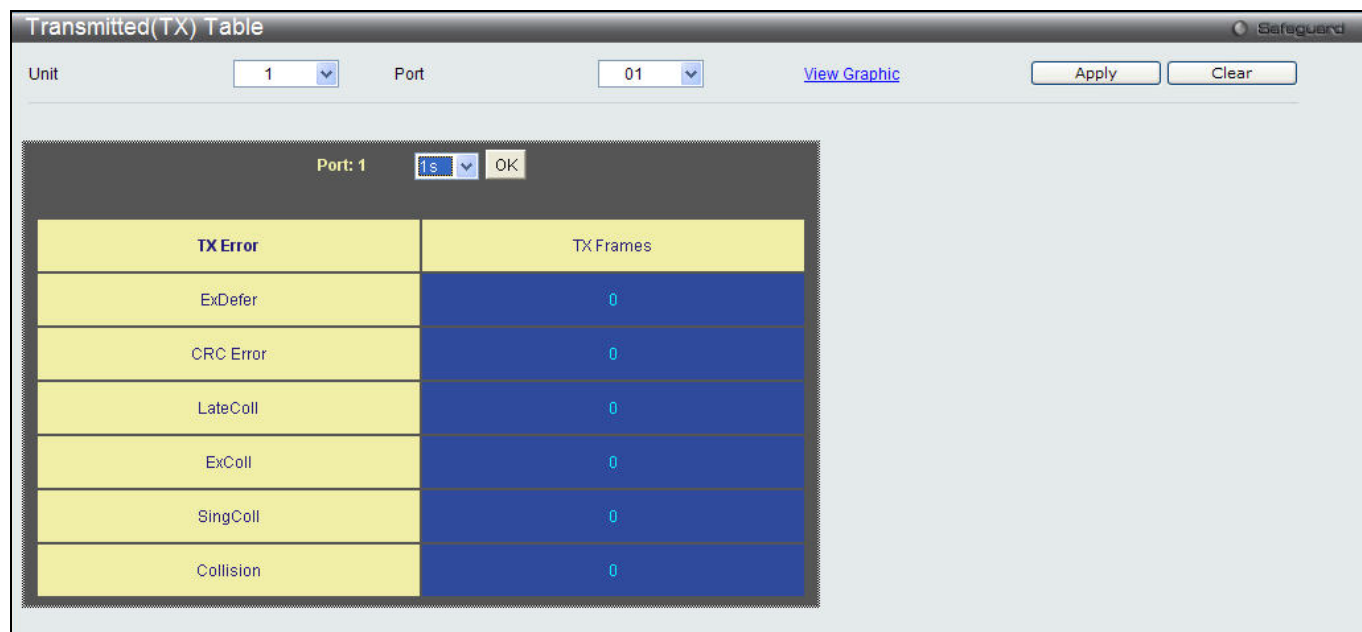 Transmitted(TX) Table Safeguard
Unit 1 Port 01 View Graphic Apply Clear
Port: 1 1s OK
TX Error TX Frames
ExDefer 0
CRC Error 0
LateColl 0
ExColl 0
SingColl 0
Collision 0